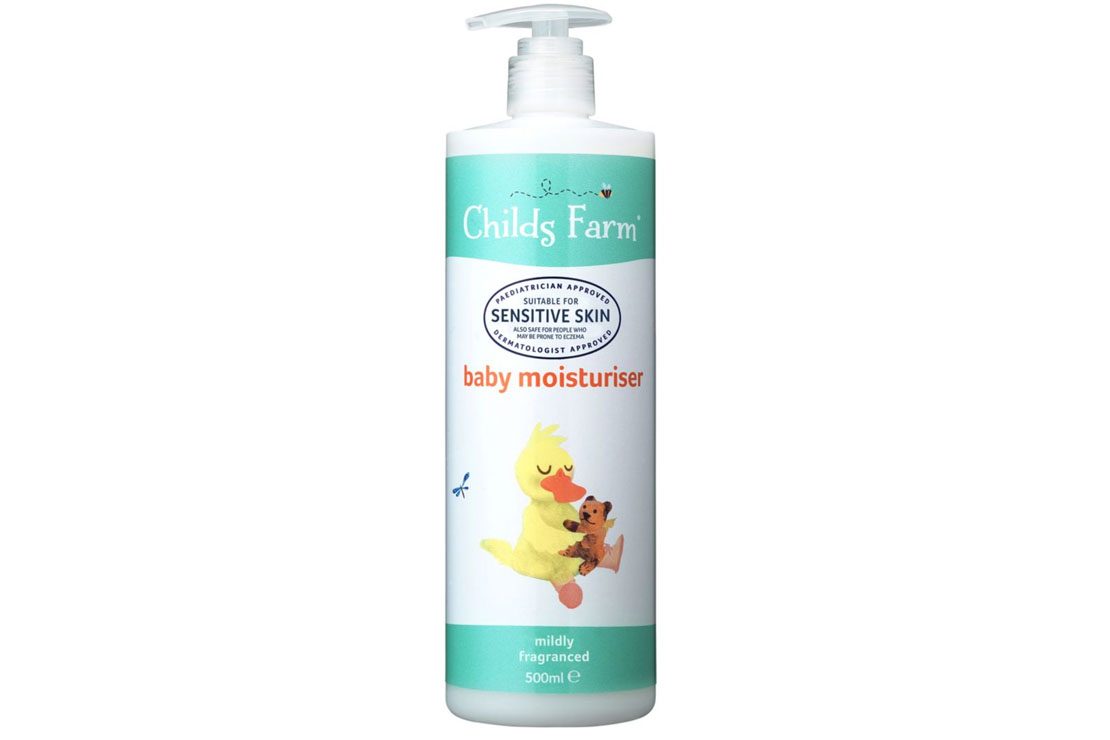 Childs Farm®
PAEDIATRICIAN APPROVED
SUITABLE FOR
SENSITIVE SKIN
ALSO SAFE FOR PEOPLE WHO
MAY BE PRONE TO ECZEMA
DERMATOLOGIST APPROVED
baby moisturiser
mildly
fragranced
500ml ℮